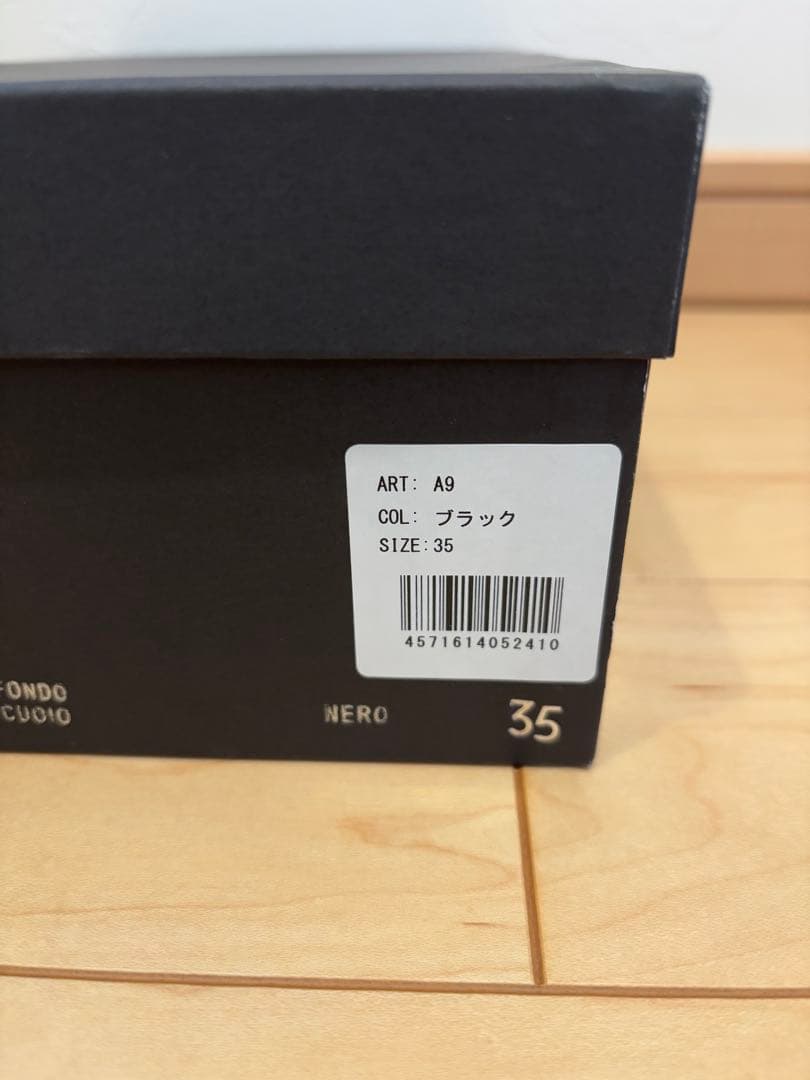 ART: A9
COL: ブラック
SIZE:35
4571614052410
FONDO
CUOIO
NERO
35